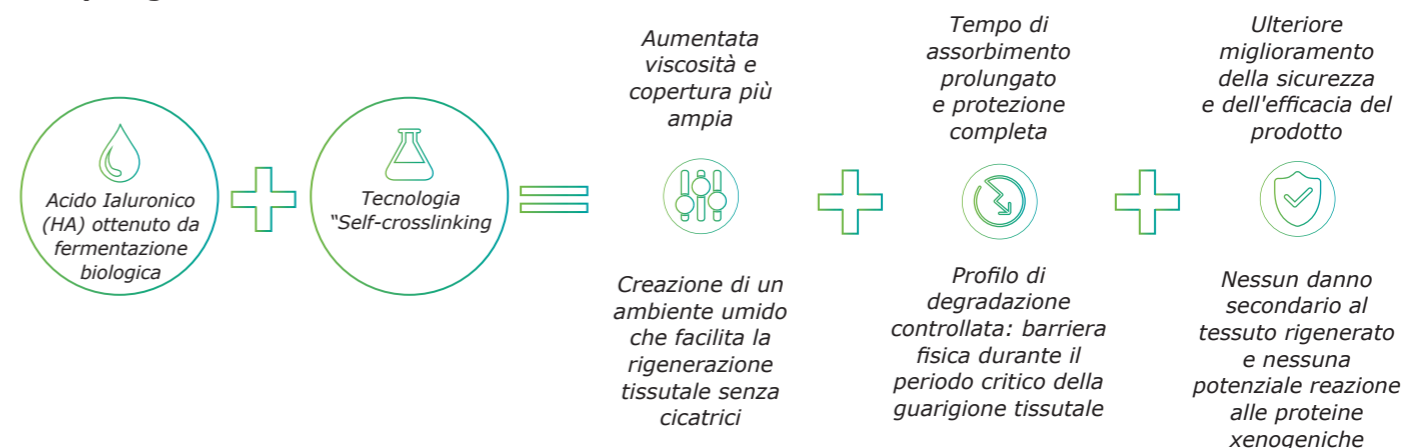 Acido Ialuronico
(HA) ottenuto da
fermentazione
biologica
Tecnologia
“Self-crosslinking
Aumentata
viscosità e
copertura più
ampia
Creazione di un
ambiente umido
che facilita la
rigenerazione
tissutale senza
cicatrici
Tempo di
assorbimento
prolungato
e protezione
completa
Profilo di
degradazione
controllata: barriera
fisica durante il
periodo critico della
guarigione tissutale
Ulteriore
miglioramento
della sicurezza
e dell'efficacia del
prodotto
Nessun danno
secondario al
tessuto rigenerato
e nessuna
potenziale reazione
alle proteine
xenogeniche